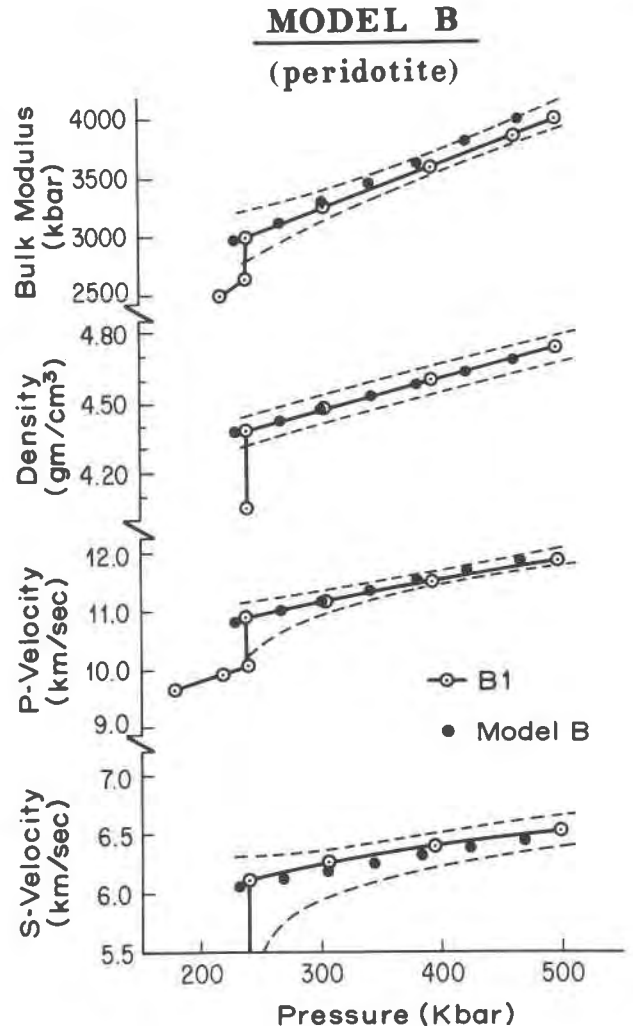 MODEL B
(peridotite)
Bulk Modulus
(kbar)
4000
3500
3000
2500
Density
(gm/cm³)
4.80
4.50
4.20
P-Velocity
(km/sec)
12.0
11.0
10.0
9.0
B1
Model B
S-Velocity
(km/sec)
7.0
6.5
6.0
5.5
200 300 400 500
Pressure (Kbar)